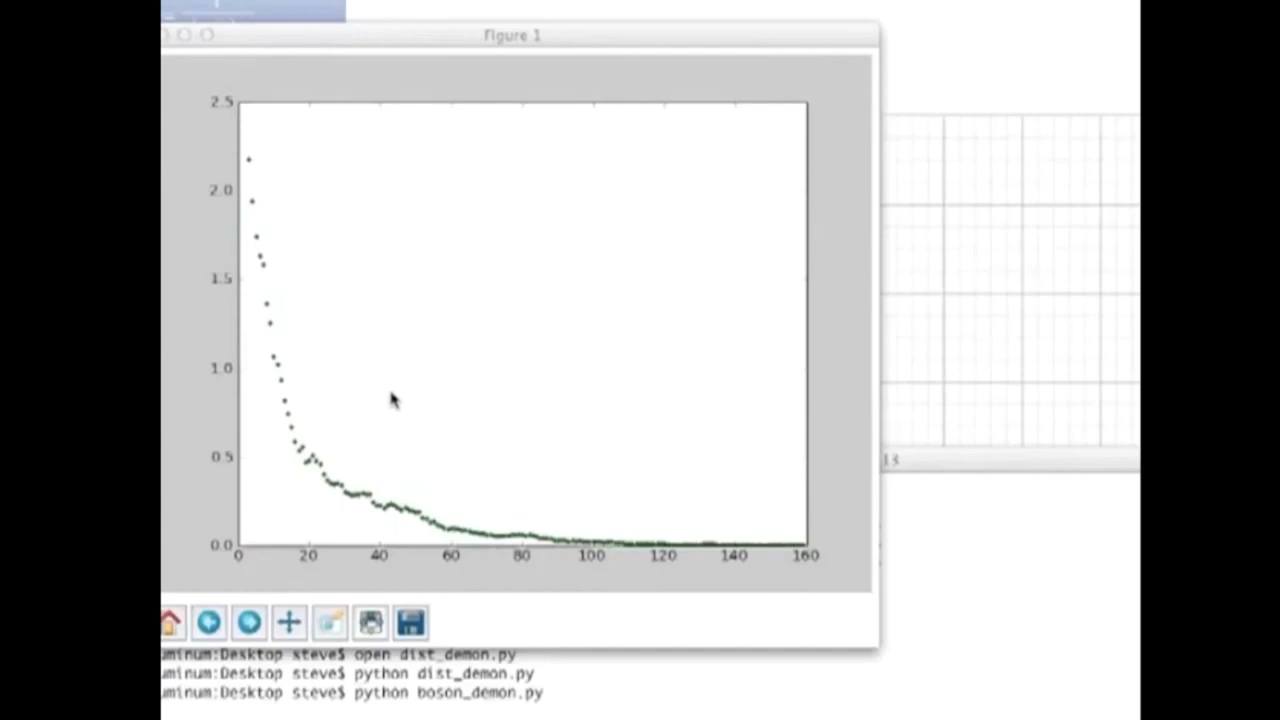 Figure 1
2.5
2.0
1.5
1.0
0.5
0.0
0 20 40 60 80 100 120 140 160
13
uminum:Desktop steve$ open dist_demon.py
uminum:Desktop steve$ python dist_demon.py
uminum:Desktop steve$ python boson_demon.py